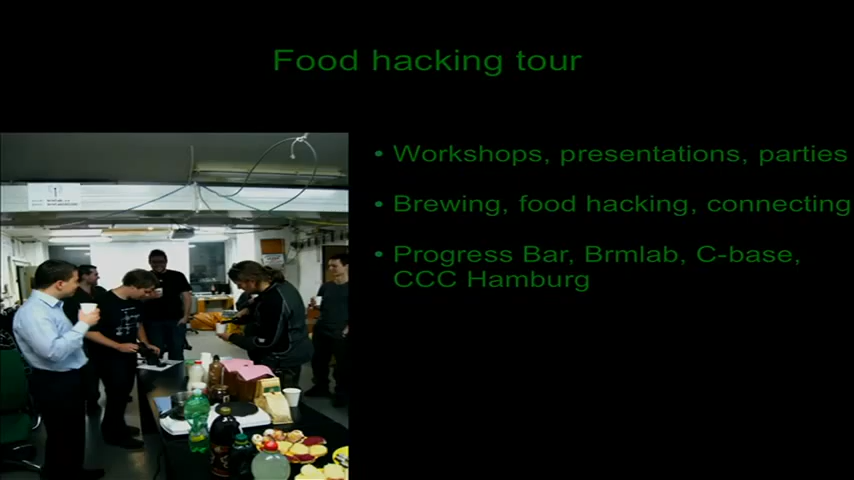 Food hacking tour
• Workshops, presentations, parties
• Brewing, food hacking, connecting
• Progress Bar, Brmlab, C-base,
CCC Hamburg